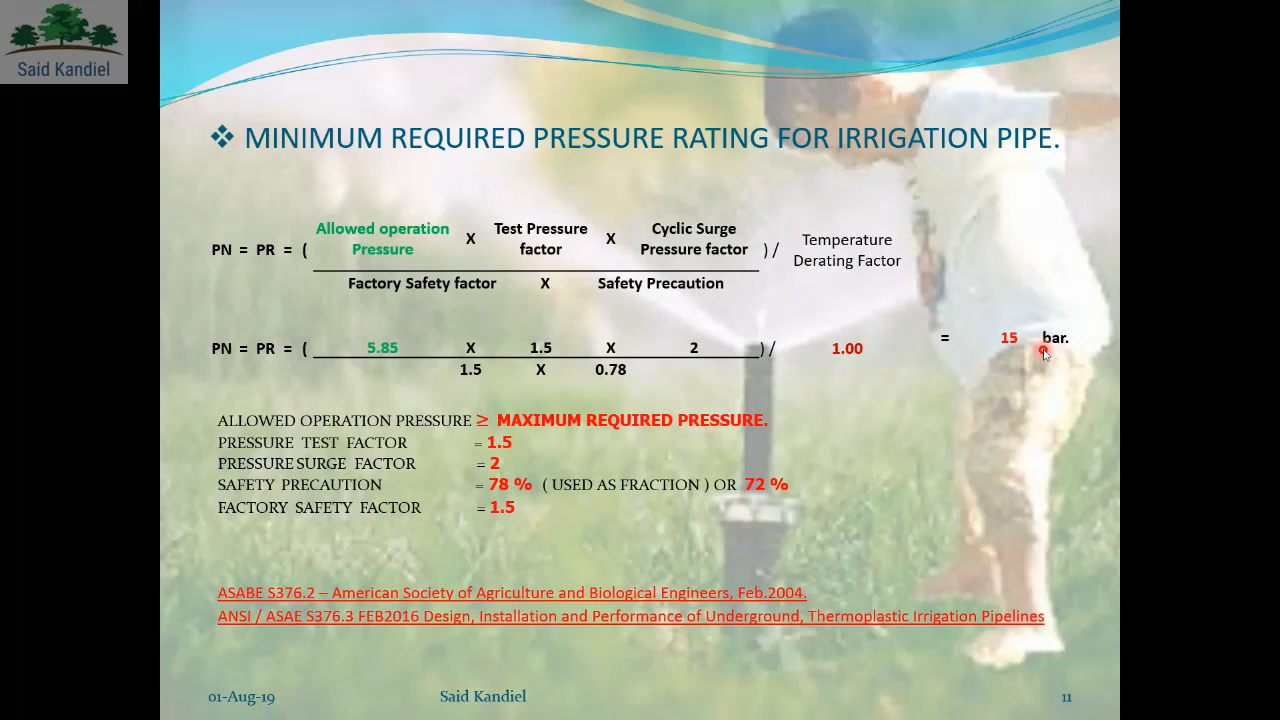 Said Kandiel
❖ MINIMUM REQUIRED PRESSURE RATING FOR IRRIGATION PIPE.
Allowed operation X Test Pressure X Cyclic Surge
PN = PR = ( Pressure factor Pressure factor ) / Temperature
Derating Factor
Factory Safety factor X Safety Precaution
PN = PR = ( 5.85 X 1.5 X 2 ) / 1.00 = 15 bar.
1.5 X 0.78
ALLOWED OPERATION PRESSURE ≥ MAXIMUM REQUIRED PRESSURE.
PRESSURE TEST FACTOR = 1.5
PRESSURE SURGE FACTOR = 2
SAFETY PRECAUTION = 78 % ( USED AS FRACTION ) OR 72 %
FACTORY SAFETY FACTOR = 1.5
ASABE S376.2 – American Society of Agriculture and Biological Engineers, Feb.2004.
ANSI / ASAE S376.3 FEB2016 Design, Installation and Performance of Underground, Thermoplastic Irrigation Pipelines
01-Aug-19 Said Kandiel 11